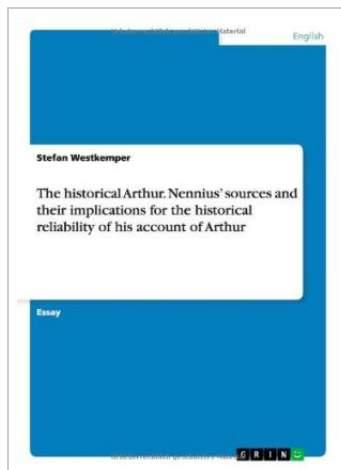 English
Stefan Westkemper
The historical Arthur. Nennius' sources and
their implications for the historical
reliability of his account of Arthur
Essay
GRIN